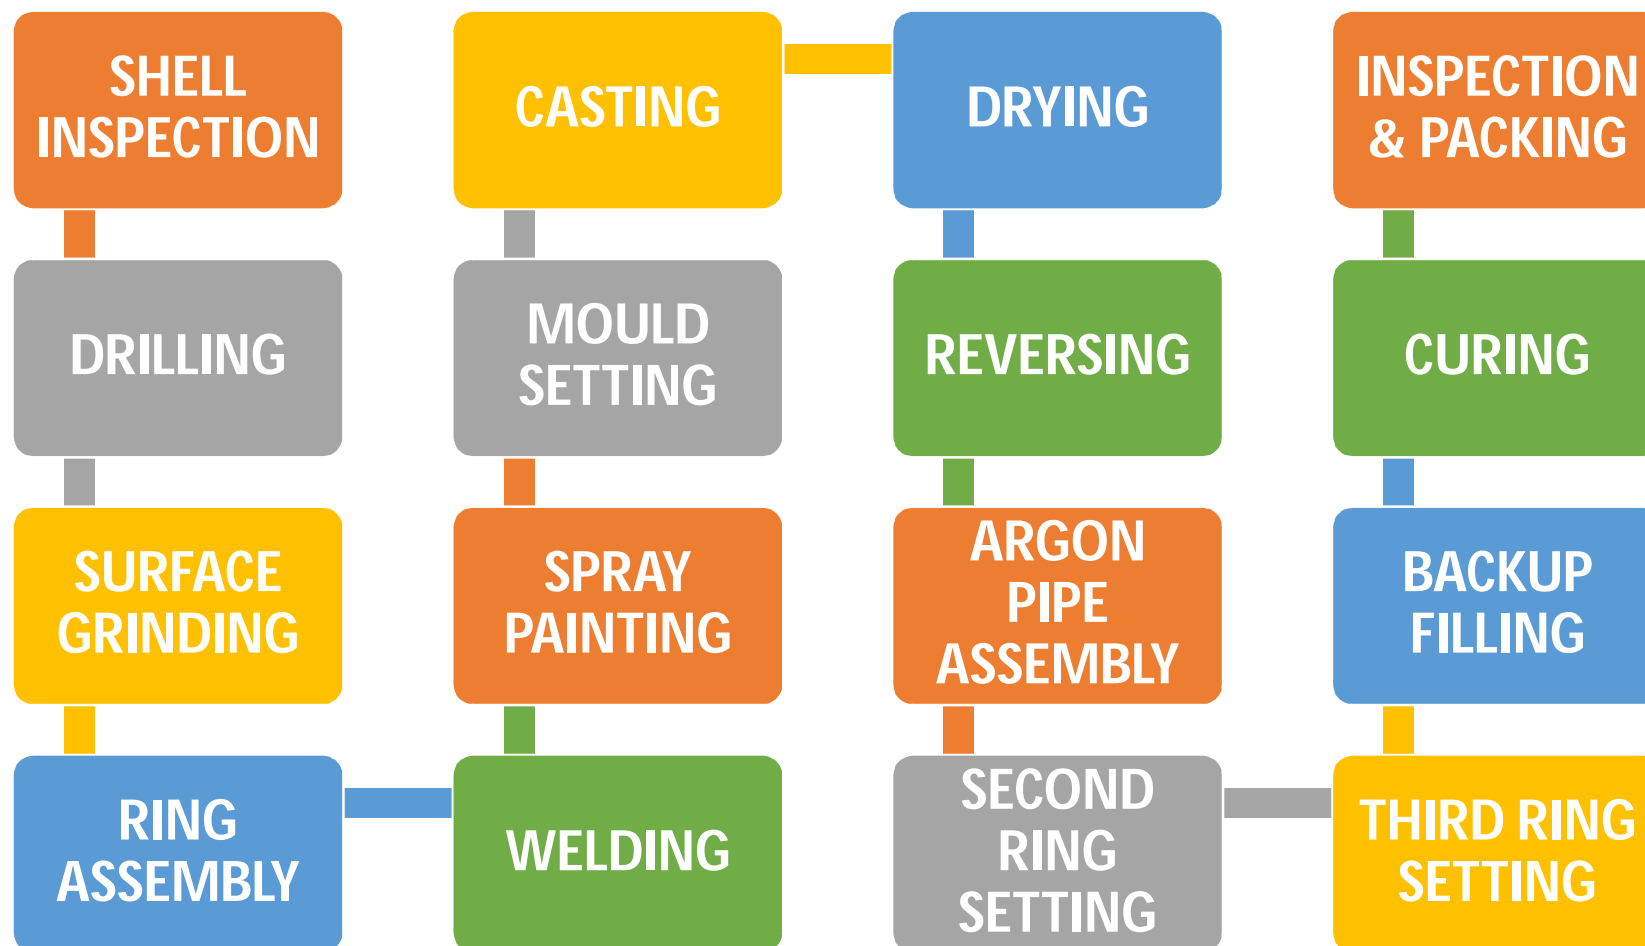 SHELL
INSPECTION
DRILLING
SURFACE
GRINDING
RING
ASSEMBLY
WELDING
SPRAY
PAINTING
MOULD
SETTING
CASTING
DRYING
REVERSING
ARGON
PIPE
ASSEMBLY
SECOND
RING
SETTING
THIRD RING
SETTING
BACKUP
FILLING
CURING
INSPECTION
& PACKING